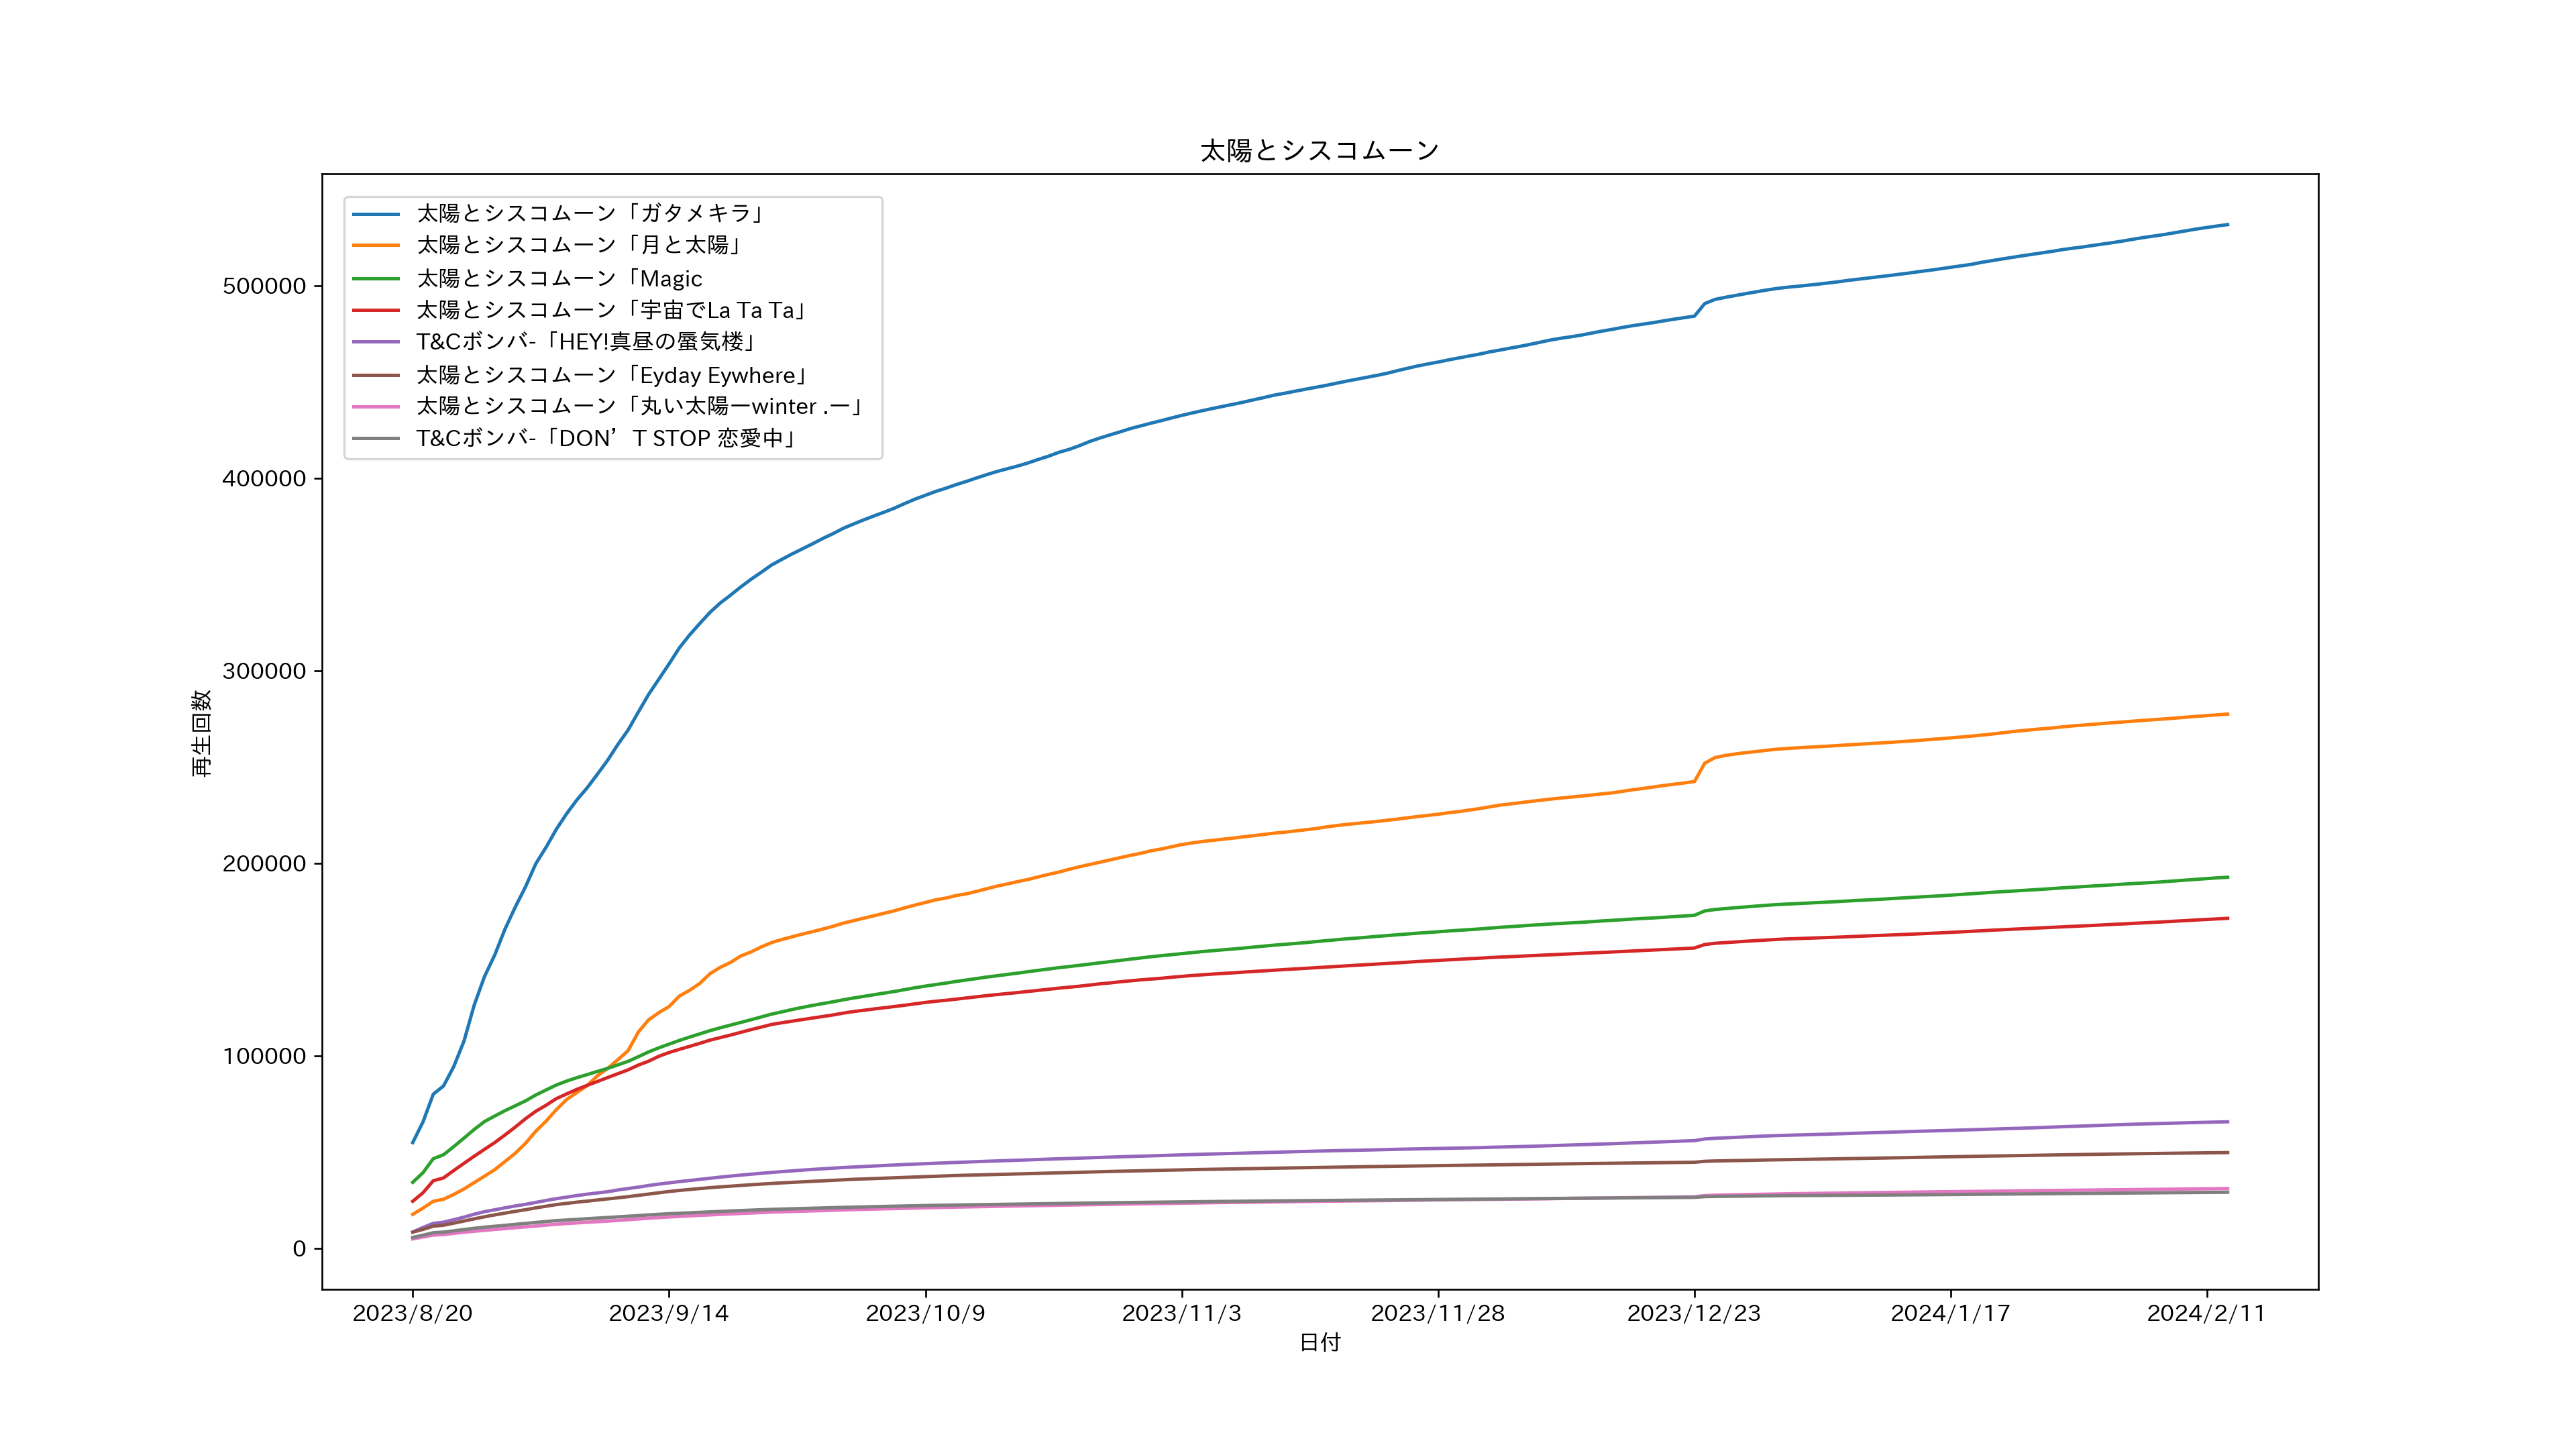 太陽とシスコムーン
太陽とシスコムーン「ガタメキラ」
太陽とシスコムーン「月と太陽」
太陽とシスコムーン「Magic
太陽とシスコムーン「宇宙でLa Ta Ta」
T&Cボンバ-「HEY!真昼の蜃気楼」
太陽とシスコムーン「Eyday Eywhere」
太陽とシスコムーン「丸い太陽ーwinter .ー」
T&Cボンバ-「DON’T STOP 恋愛中」
500000
400000
300000
200000
100000
0
再生回数
2023/8/20 2023/9/14 2023/10/9 2023/11/3 2023/11/28 2023/12/23 2024/1/17 2024/2/11
日付